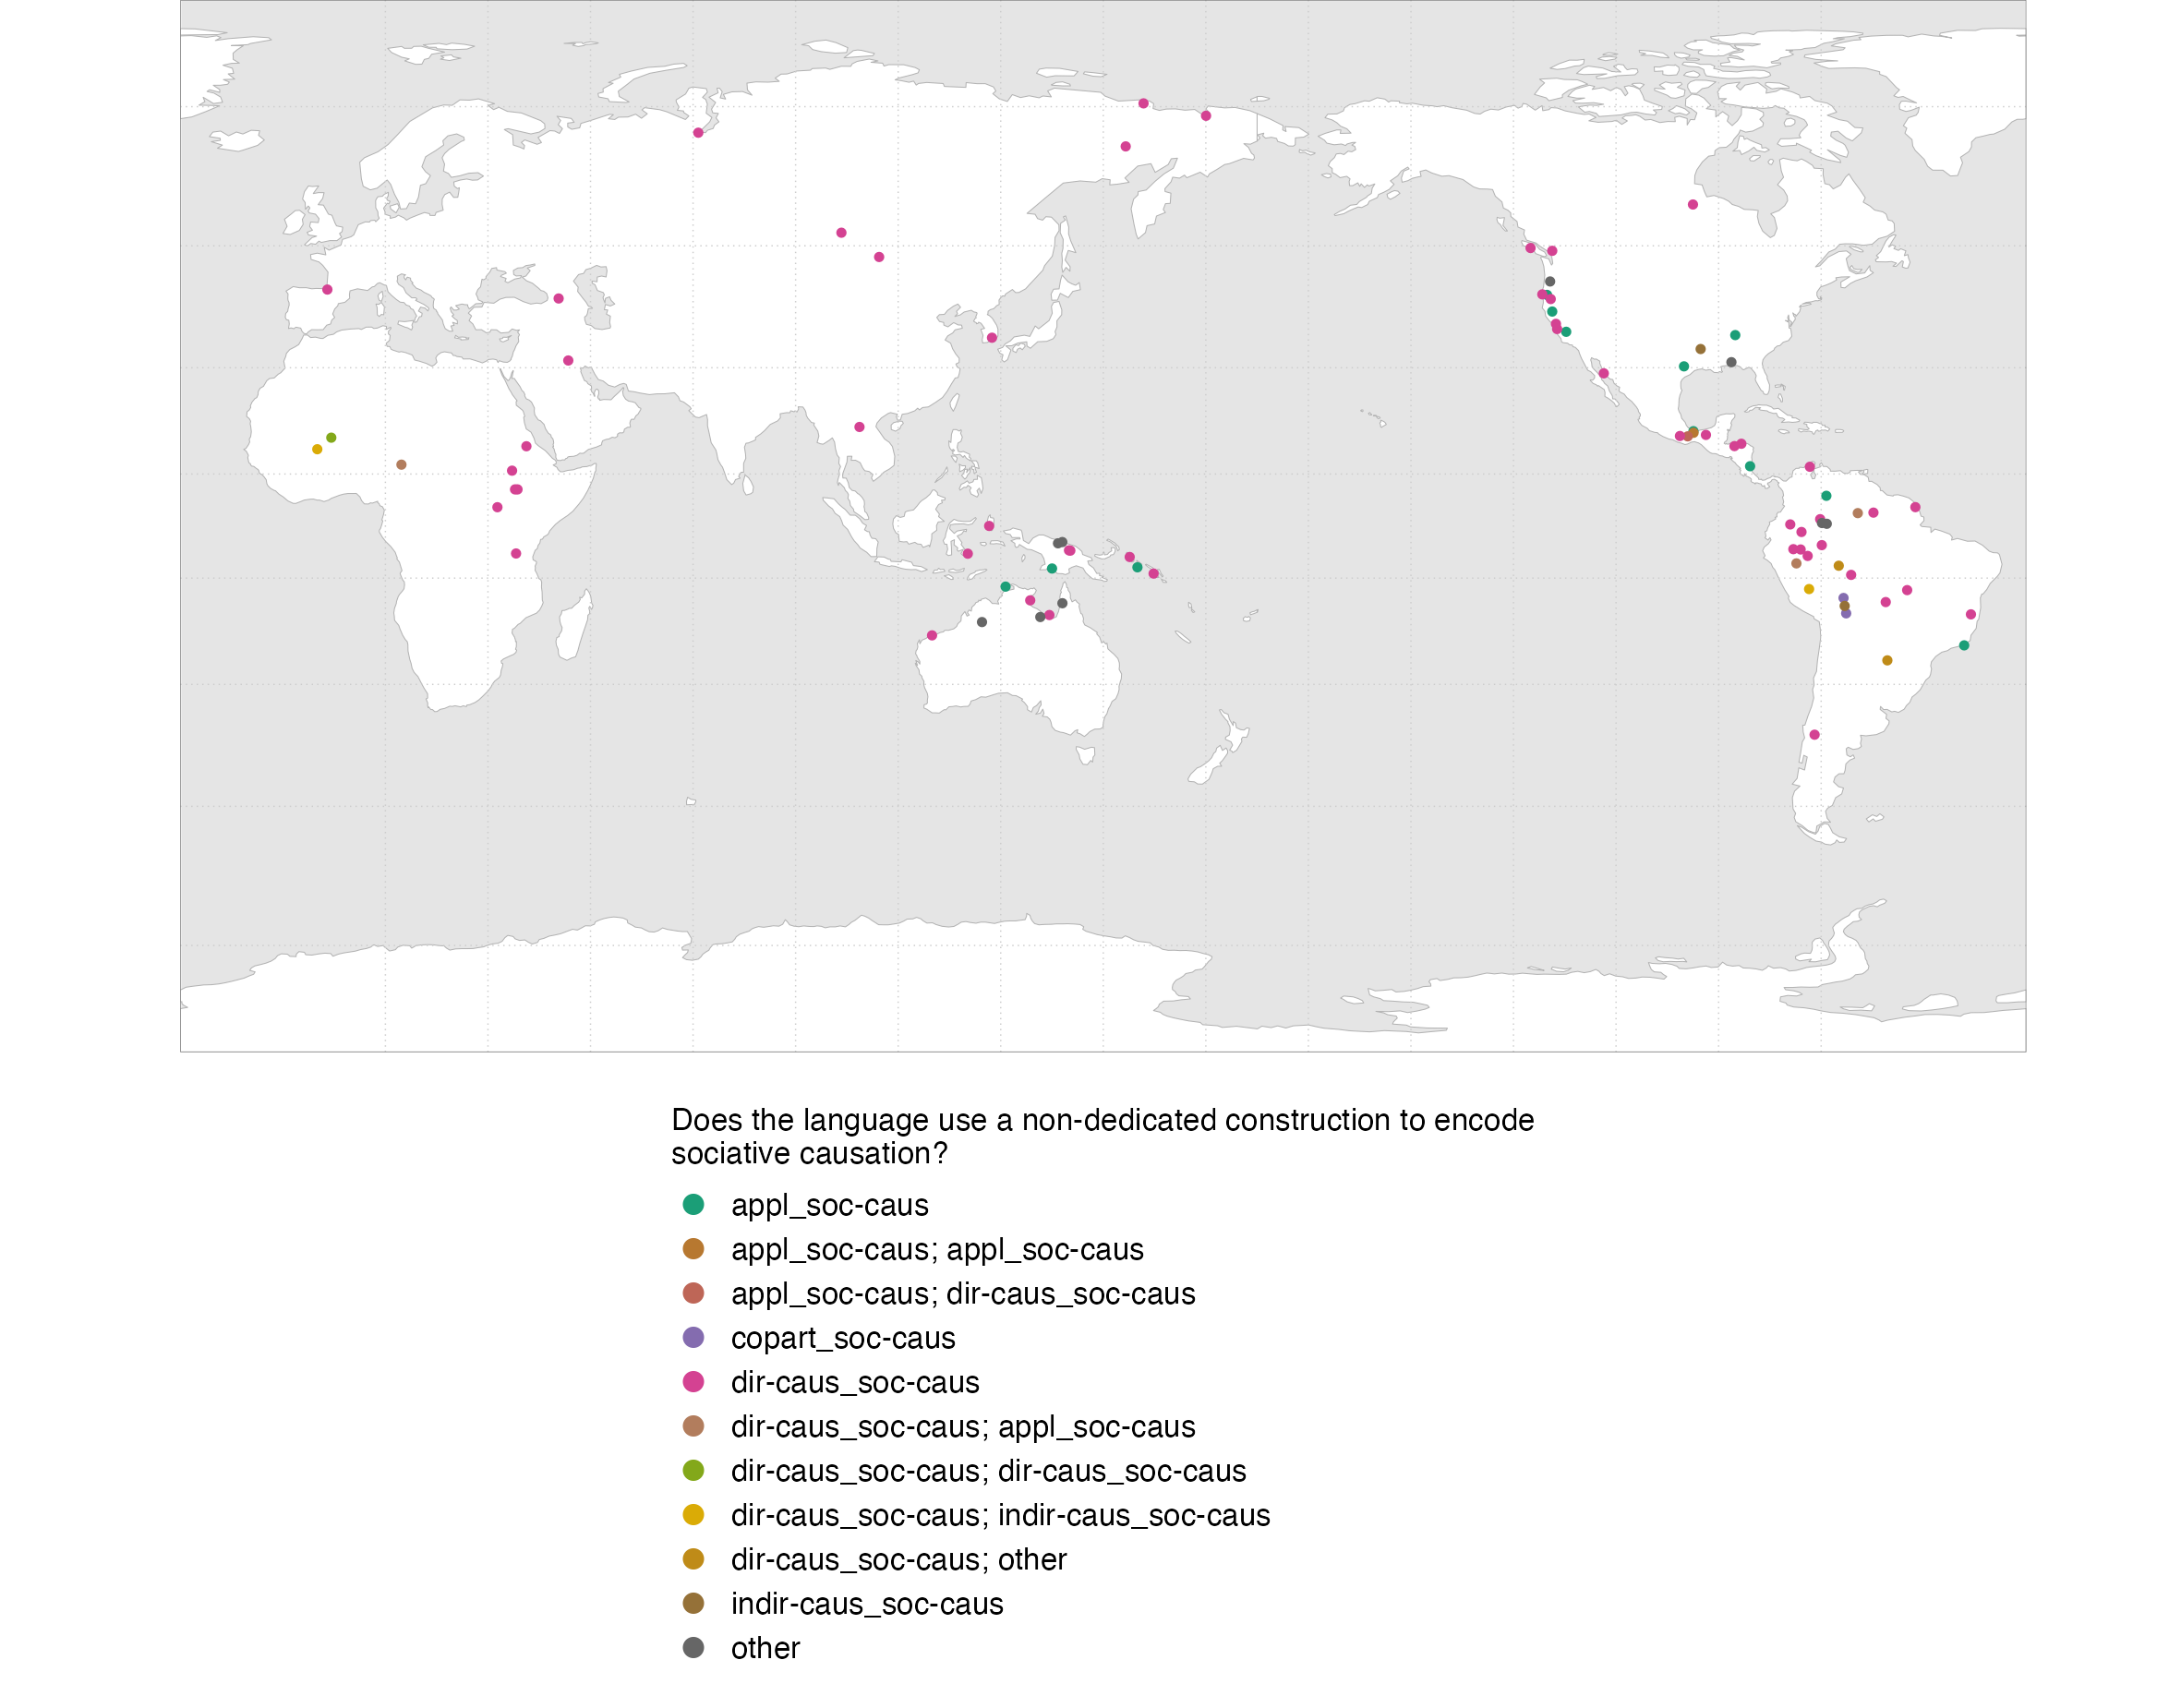 Does the language use a non-dedicated construction to encode
sociative causation?
appl_soc-caus
appl_soc-caus; appl_soc-caus
appl_soc-caus; dir-caus_soc-caus
copart_soc-caus
dir-caus_soc-caus
dir-caus_soc-caus; appl_soc-caus
dir-caus_soc-caus; dir-caus_soc-caus
dir-caus_soc-caus; indir-caus_soc-caus
dir-caus_soc-caus; other
indir-caus_soc-caus
other